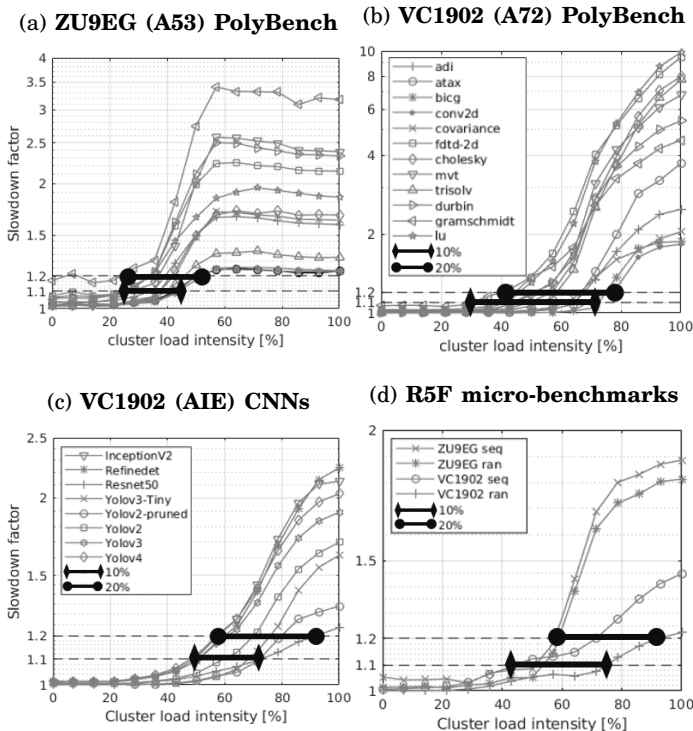 (a) ZU9EG (A53) PolyBench
Slowdown factor
4
3.5
3
2.5
2
1.5
1.2
1.1
1
0 20 40 60 80 100
cluster load intensity [%]
(b) VC1902 (A72) PolyBench
10
8
6
4
2
1.2
1.1
1
adi
atax
bicg
conv2d
covariance
fdtd-2d
cholesky
mvt
trisolv
durbin
gramschmidt
lu
10%
20%
0 20 40 60 80 100
cluster load intensity [%]
(c) VC1902 (AIE) CNNs
Slowdown factor
2.5
2
1.5
1.2
1.1
1
InceptionV2
Refinedet
Resnet50
Yolov3-Tiny
Yolov2-pruned
Yolov2
Yolov3
Yolov4
10%
20%
0 20 40 60 80 100
Cluster load intensity [%]
(d) R5F micro-benchmarks
2
1.5
1.2
1.1
1
ZU9EG seq
ZU9EG ran
VC1902 seq
VC1902 ran
10%
20%
0 20 40 60 80 100
Cluster load intensity [%]